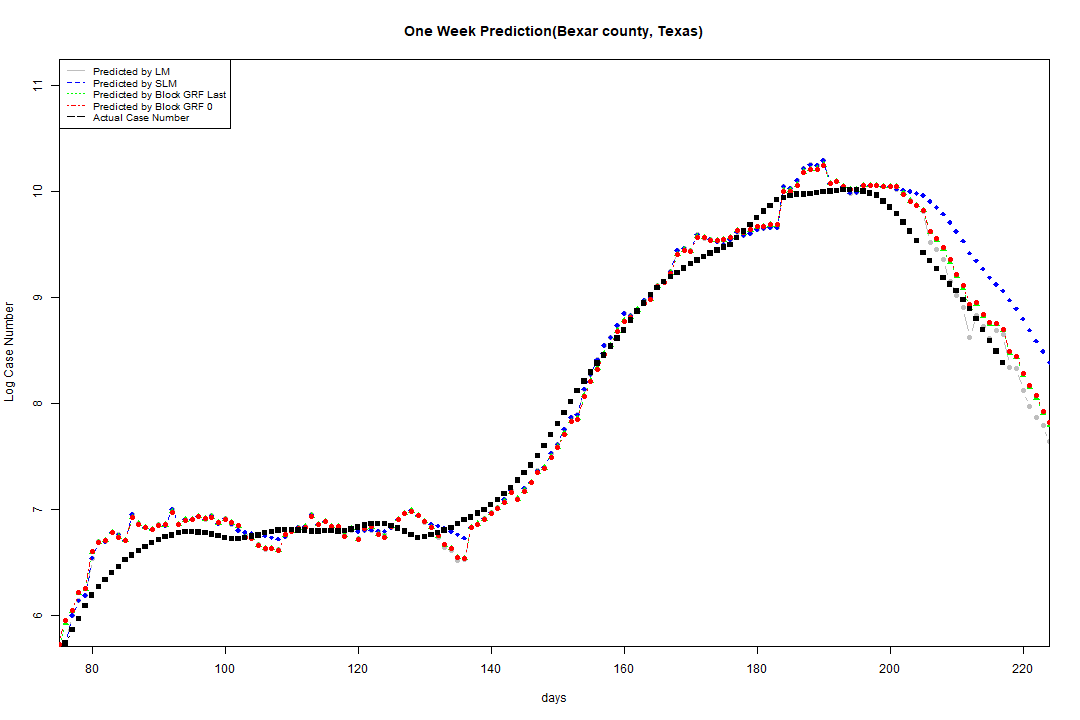 One Week Prediction(Bexar county, Texas)
Predicted by LM
Predicted by SLM
Predicted by Block GRF Last
Predicted by Block GRF 0
Actual Case Number
11
10
9
8
7
6
Log Case Number
80 100 120 140 160 180 200 220
days